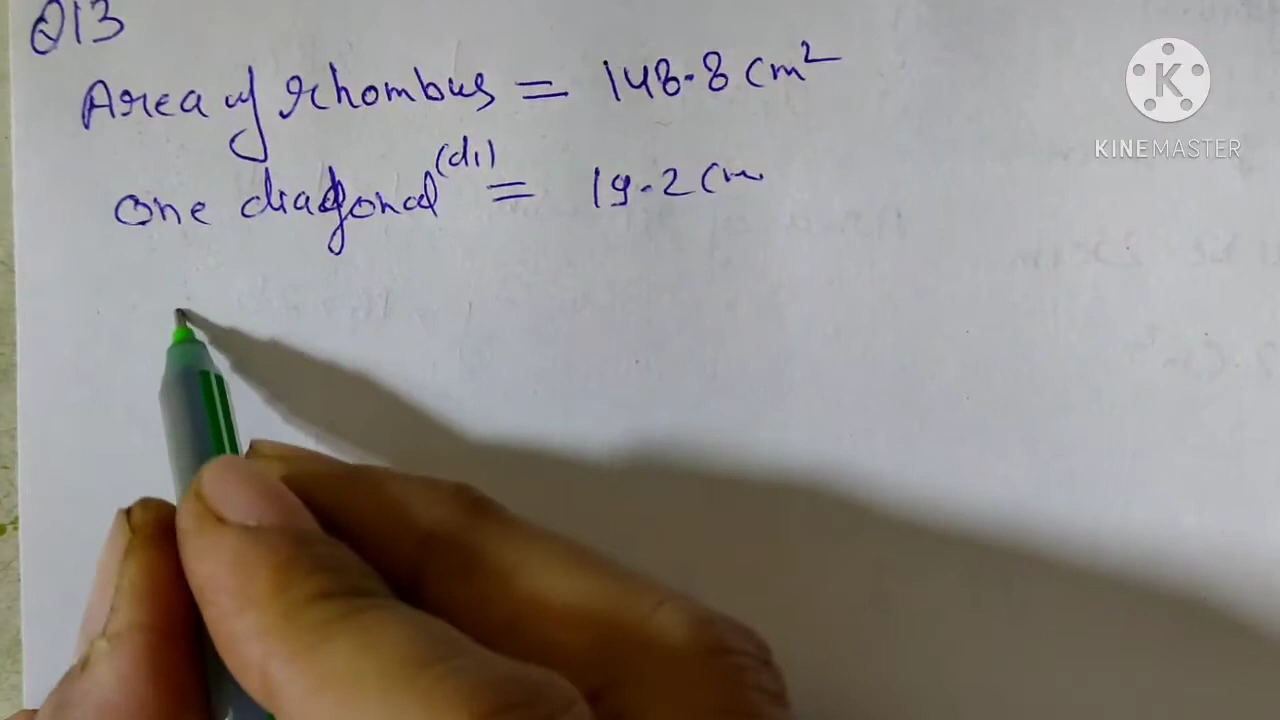 Q13
Area of rhombus = 148.8 cm²
(d1)
One diagonal = 19.2 cm
K
KINEMASTER